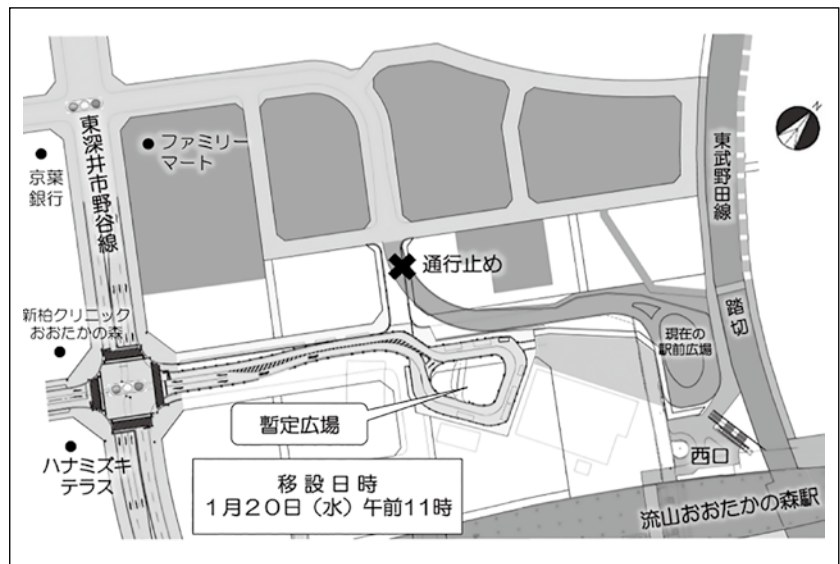 N
東武野田線
東深井市野谷線
ファミリー
マート
京葉
銀行
通行止め
新柏クリニック
おおたかの森
踏切
現在の
駅前広場
暫定広場
ハナミズキ
テラス
西口
移設日時
1月20日（水）午前11時
流山おおたかの森駅